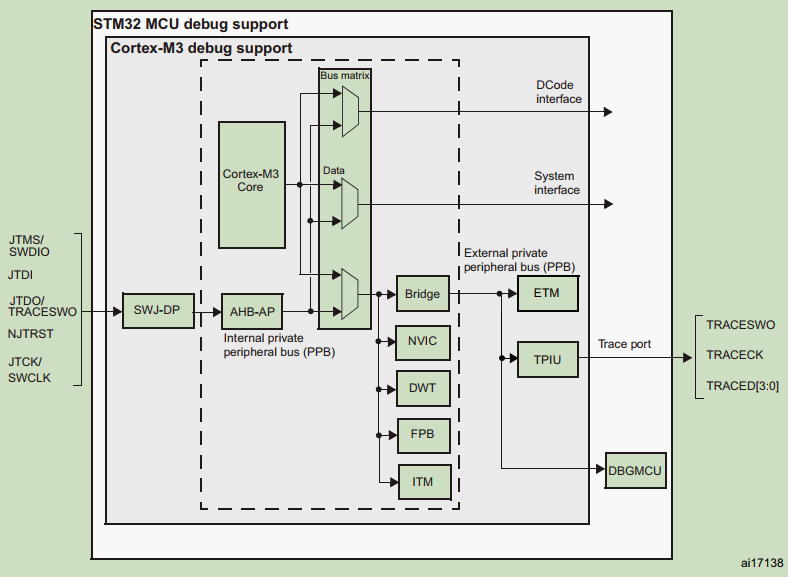 STM32 MCU debug support
Cortex-M3 debug support
Bus matrix
DCode
interface
Cortex-M3
Core
Data
System
interface
JTMS/
SWDIO
JTDI
JTDO/
TRACESWO
NJTRST
JTCK/
SWCLK
SWJ-DP
AHB-AP
Internal private
peripheral bus (PPB)
External private
peripheral bus (PPB)
Bridge
NVIC
DWT
FPB
ITM
ETM
TPIU
Trace port
TRACESWO
TRACECK
TRACED[3:0]
DBGMCU
ai17138